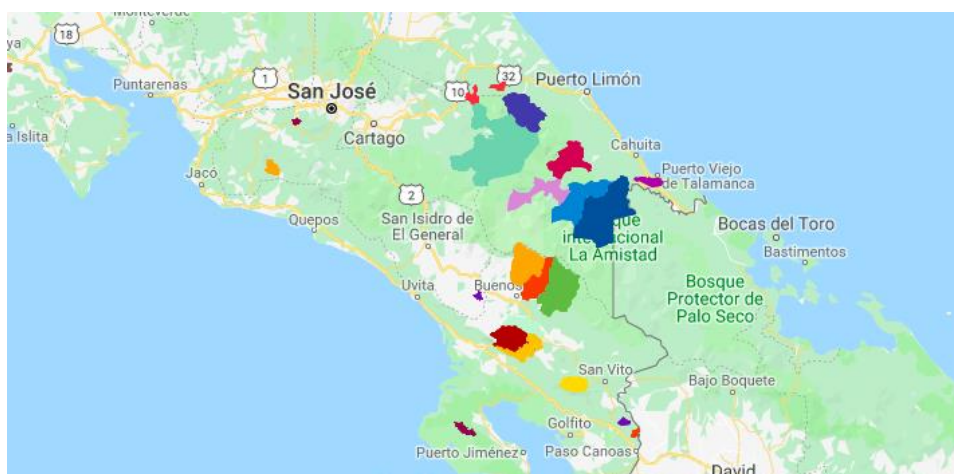 Monteverde
18
ya
Puntarenas
1
San José
32
10
Puerto Limón
Cartago
a Islita
Cahuita
Puerto Viejo
de Talamanca
Jacó
2
Quepos
San Isidro de
El General
que
internacional
La Amistad
Bocas del Toro
Bastimentos
Bosque
Protector de
Palo Seco
Uvita
Buenos
San Vito
Bajo Boquete
Golfito
Puerto Jiménez
Paso Canoas
David